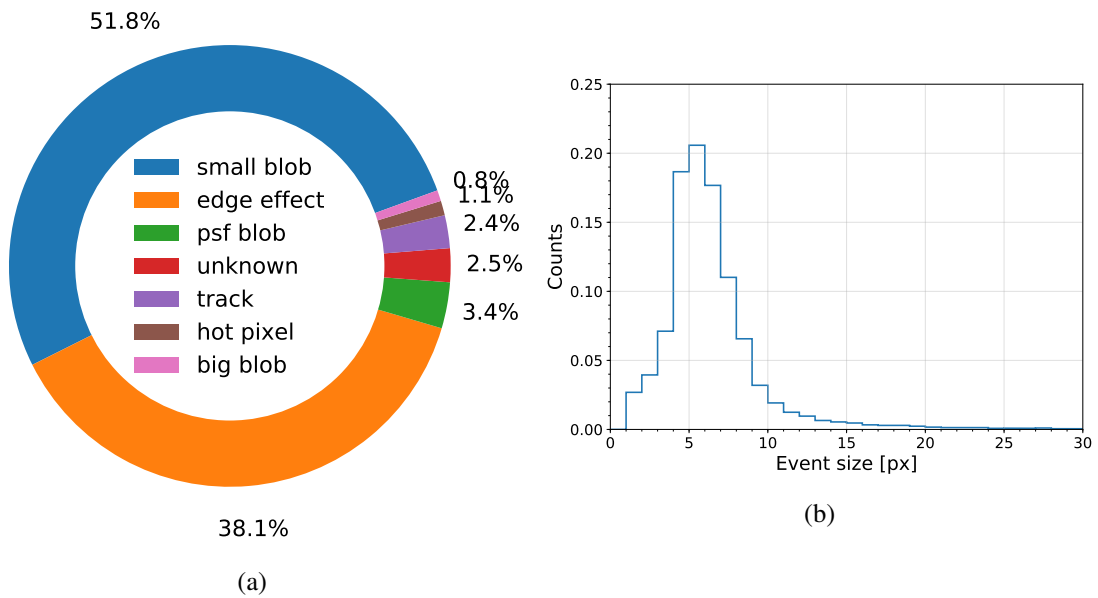 51.8%
small blob
edge effect
psf blob
unknown
track
hot pixel
big blob
0.8%
1.1%
2.4%
2.5%
3.4%
38.1%
(a)
0.25
0.20
0.15
0.10
0.05
0.00
Counts
0 5 10 15 20 25 30
Event size [px]
(b)